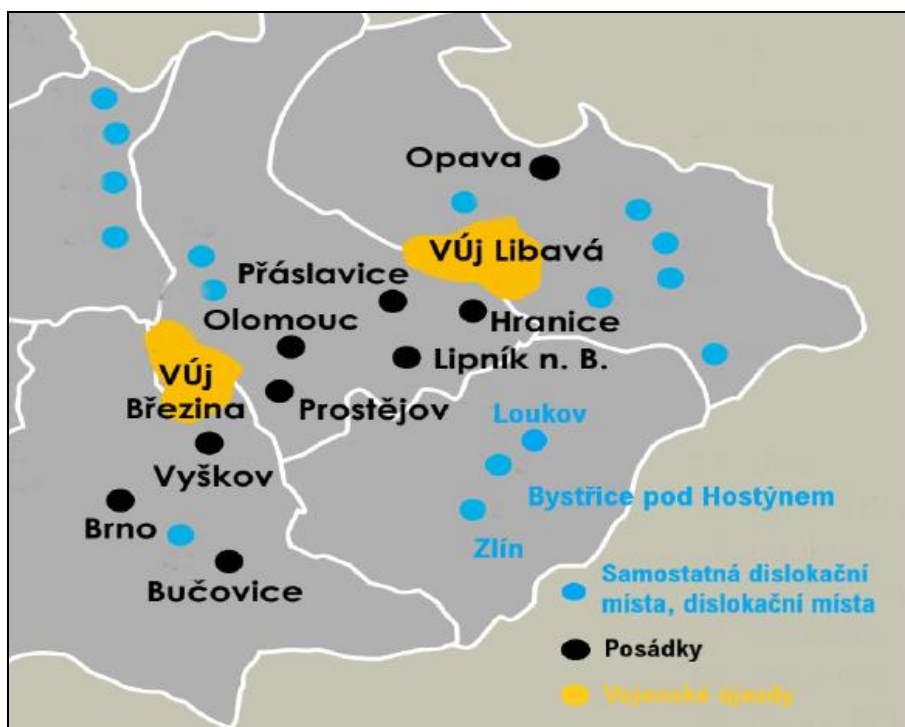 Opava
VÚj Libavá
Přáslavice
Olomouc
Hranice
Lipník n. B.
VÚj
Březina
Prostějov
Loukov
Vyškov
Bystřice pod Hostýnem
Brno
Zlín
Bučovice
Samostatná dislokační
místa, dislokační místa
Posádky
Vojenské újezdy